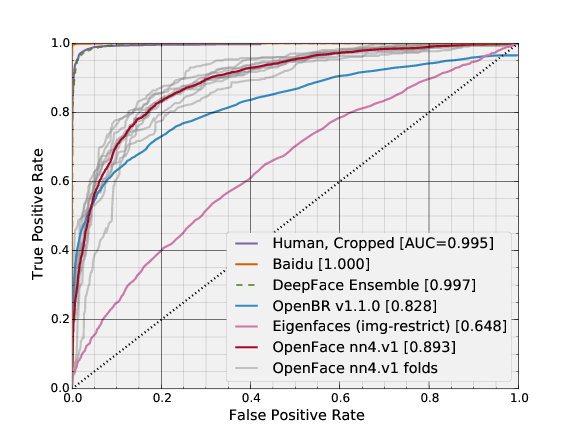 1.0
0.8
0.6
0.4
0.2
0.0
True Positive Rate
Human, Cropped [AUC=0.995]
Baidu [1.000]
DeepFace Ensemble [0.997]
OpenBR v1.1.0 [0.828]
Eigenfaces (img-restrict) [0.648]
OpenFace nn4.v1 [0.893]
OpenFace nn4.v1 folds
0.0 0.2 0.4 0.6 0.8 1.0
False Positive Rate